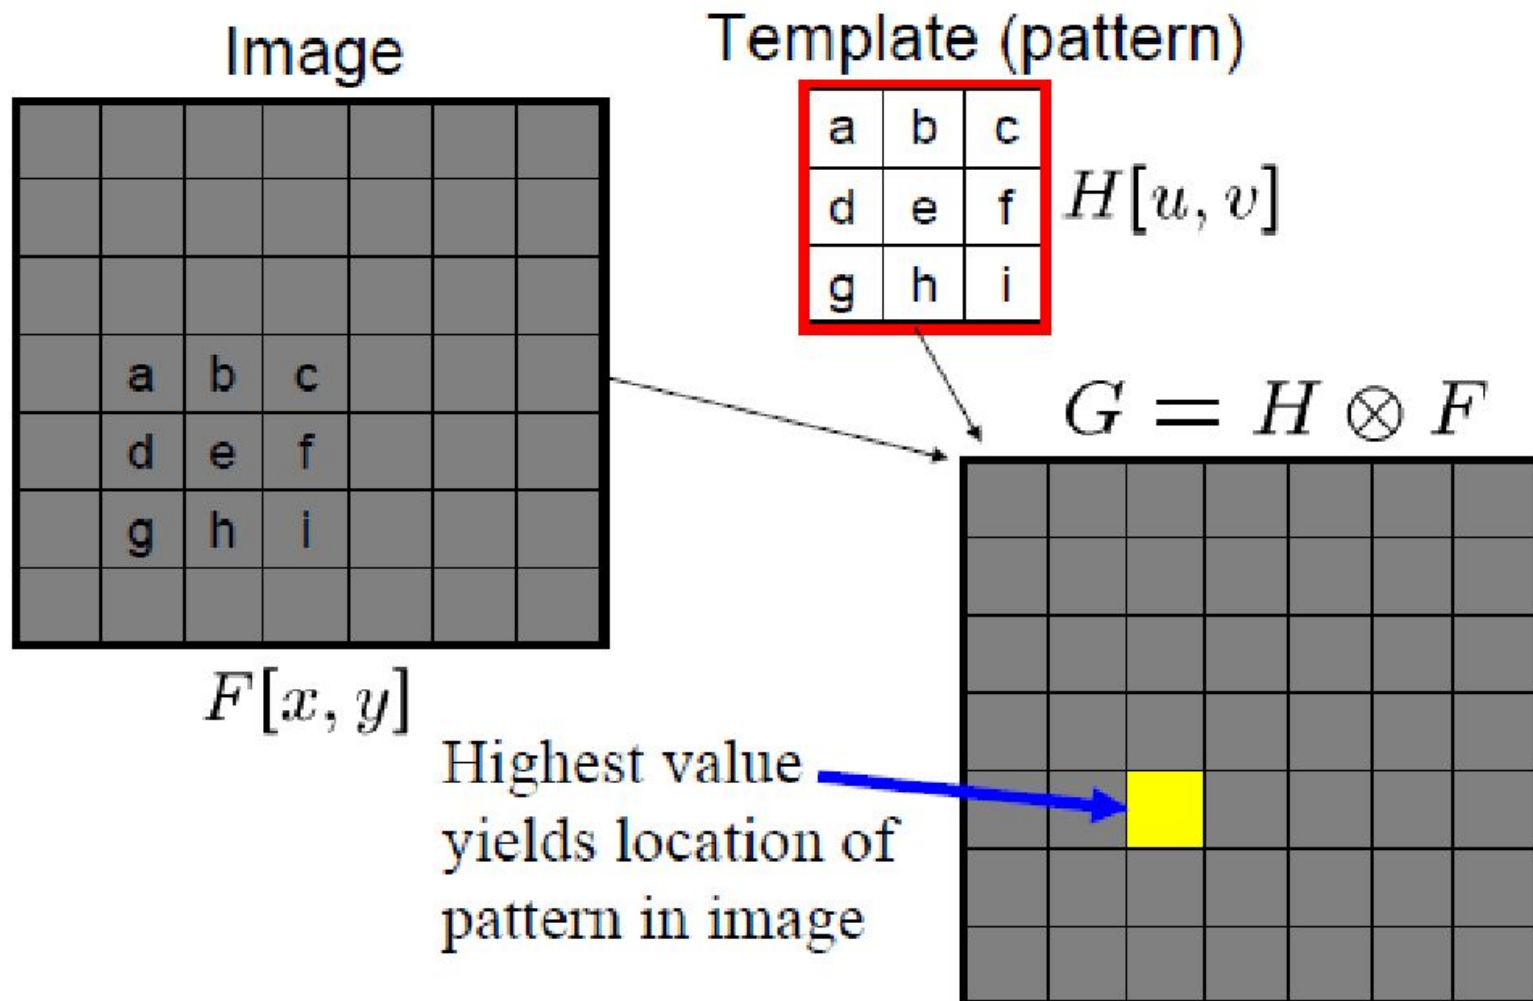 Image
Template (pattern)
a b c
d e f
g h i
H[u, v]
a b c
d e f
g h i
F[x, y]
G = H ⊗ F
Highest value
yields location of
pattern in image